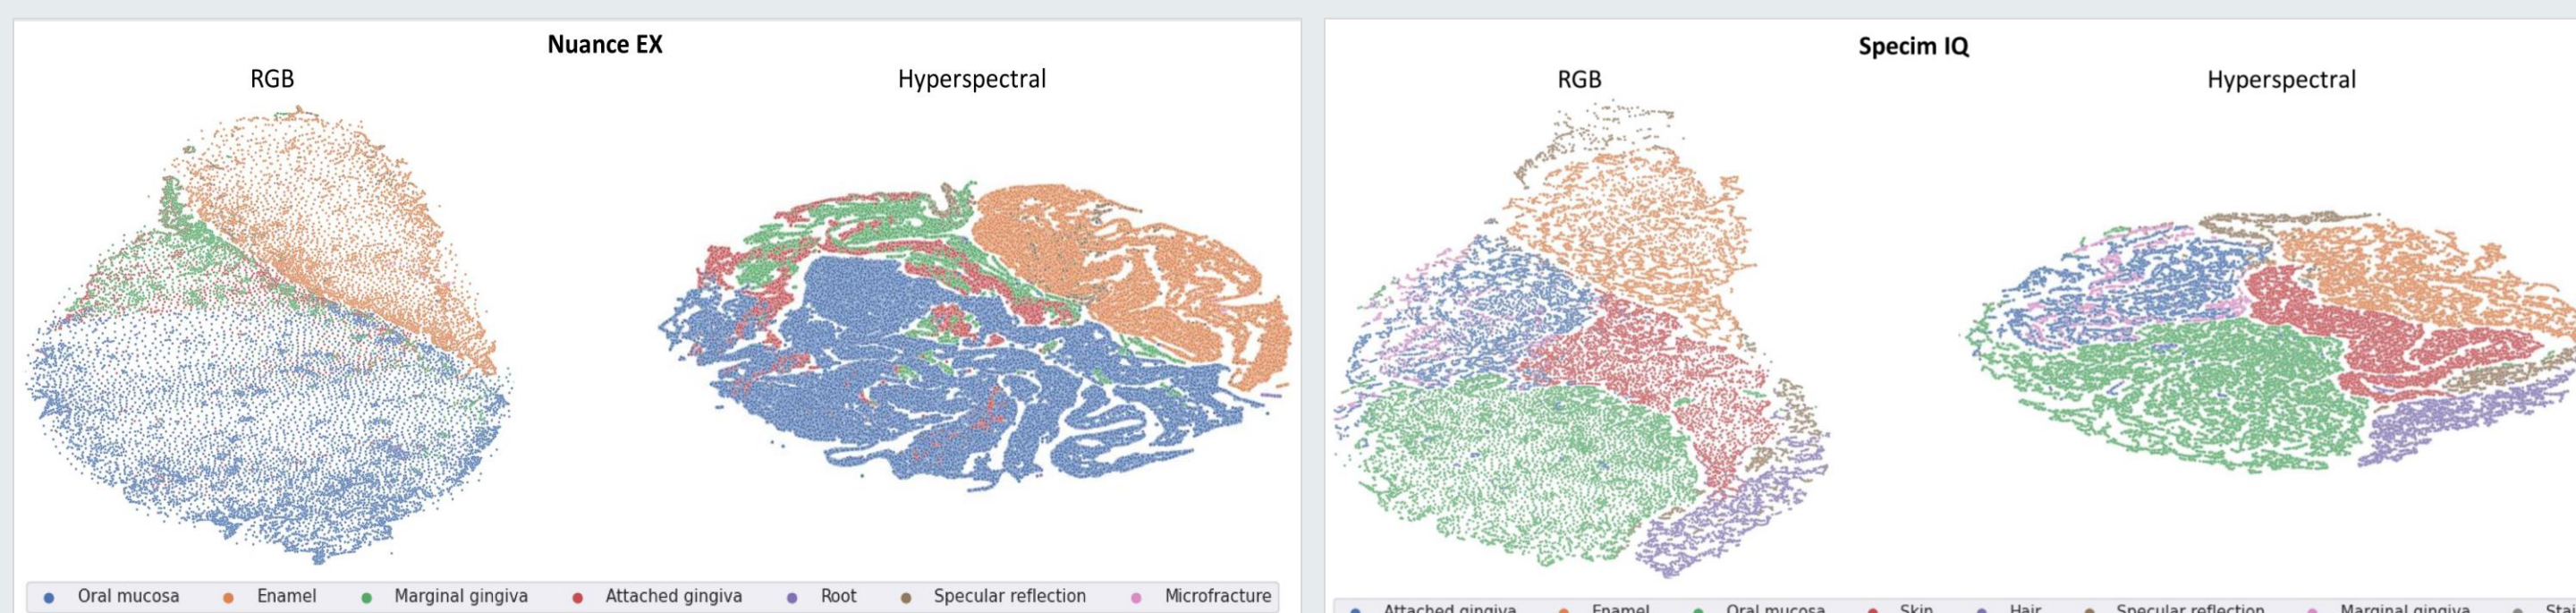 Nuance EX
RGB
Hyperspectral
Oral mucosa Enamel Marginal gingiva Attached gingiva Root Specular reflection Microfracture
Specim IQ
RGB
Hyperspectral
Attached gingiva Enamel Oral mucosa Skin Hair Specular reflection Marginal gingiva